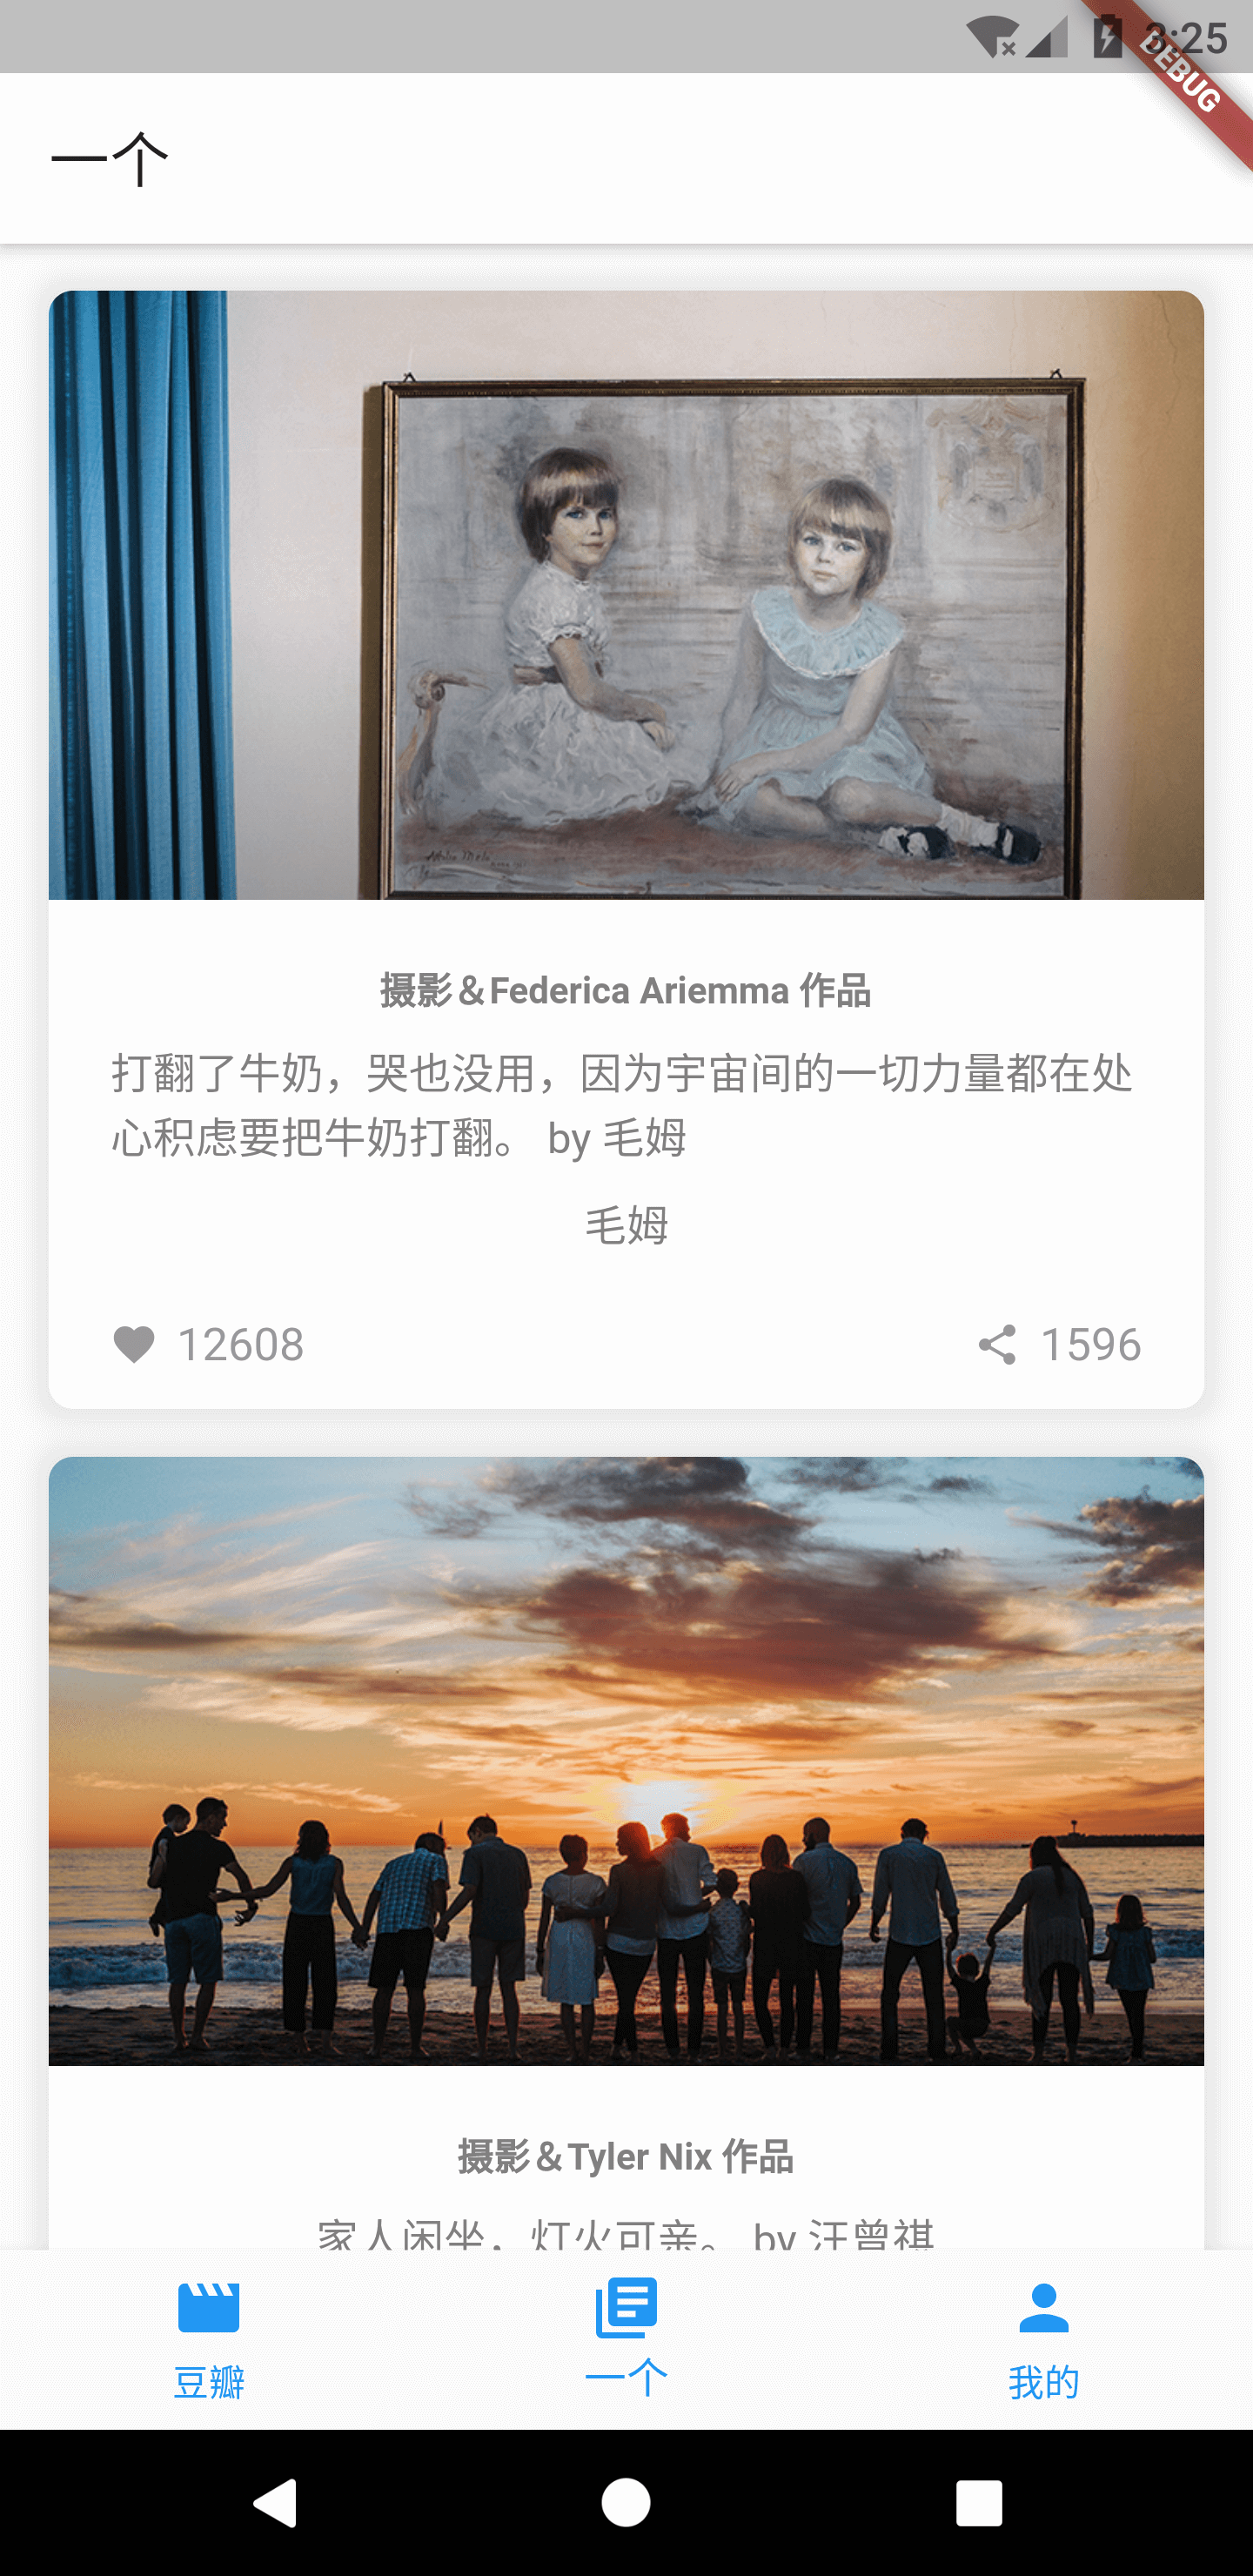 3:25
DEBUG
一个
摄影＆Federica Ariemma 作品
打翻了牛奶，哭也没用，因为宇宙间的一切力量都在处
心积虑要把牛奶打翻。 by 毛姆
毛姆
12608
1596
摄影＆Tyler Nix 作品
家人闲坐，灯火可亲。 by 汪曾祺
豆瓣
一个
我的